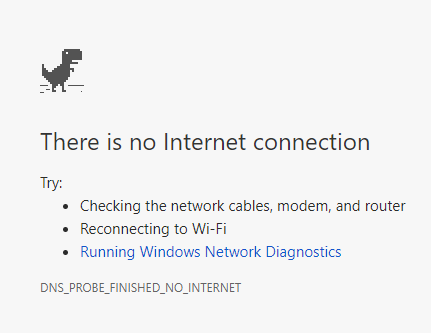 There is no Internet connection
Try:
• Checking the network cables, modem, and router
• Reconnecting to Wi-Fi
• Running Windows Network Diagnostics
DNS_PROBE_FINISHED_NO_INTERNET